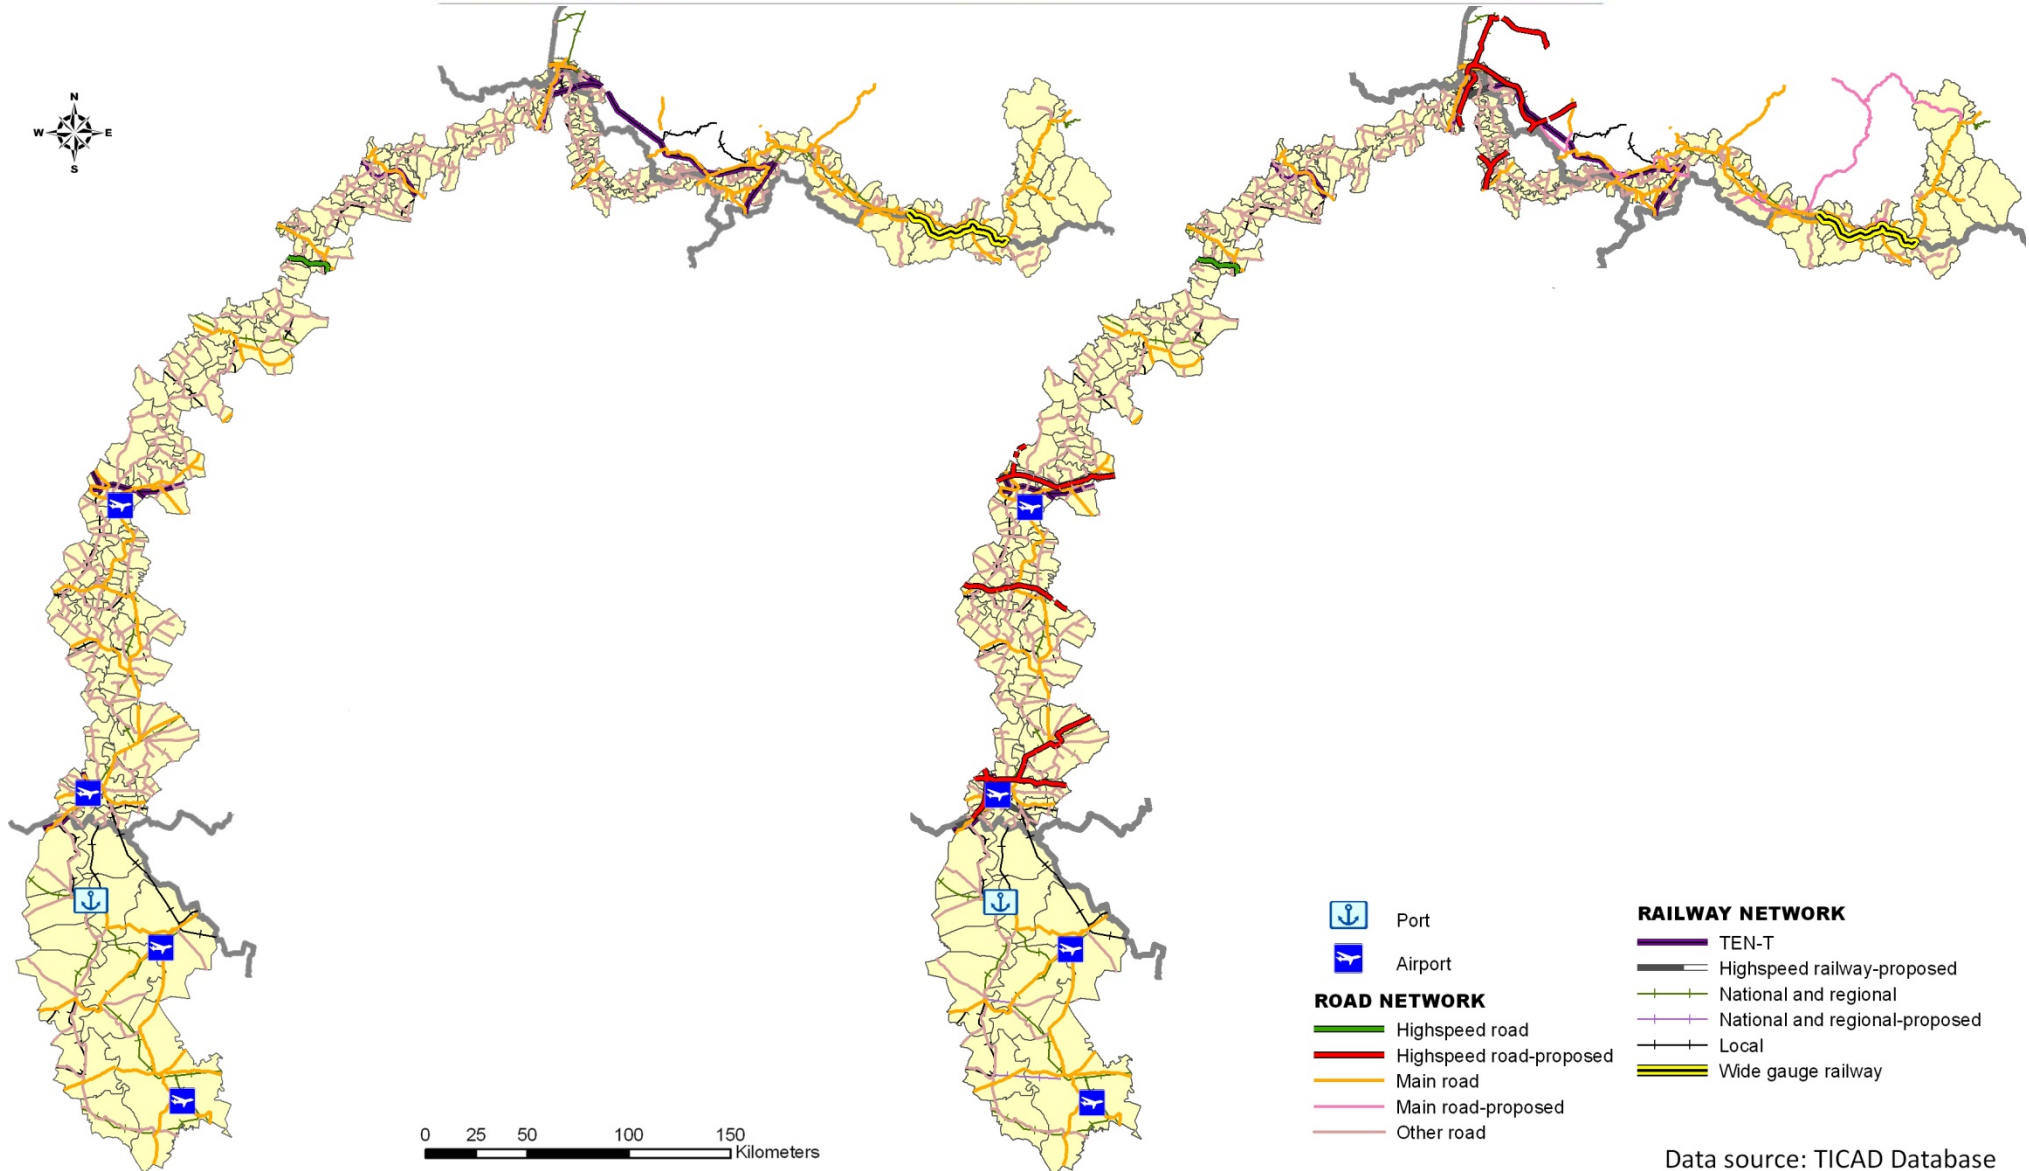 N
W E
S
0 25 50 100 150
Kilometers
Port
Airport
ROAD NETWORK
Highspeed road
Highspeed road-proposed
Main road
Main road-proposed
Other road
RAILWAY NETWORK
TEN-T
Highspeed railway-proposed
National and regional
National and regional-proposed
Local
Wide gauge railway
Data source: TICAD Database